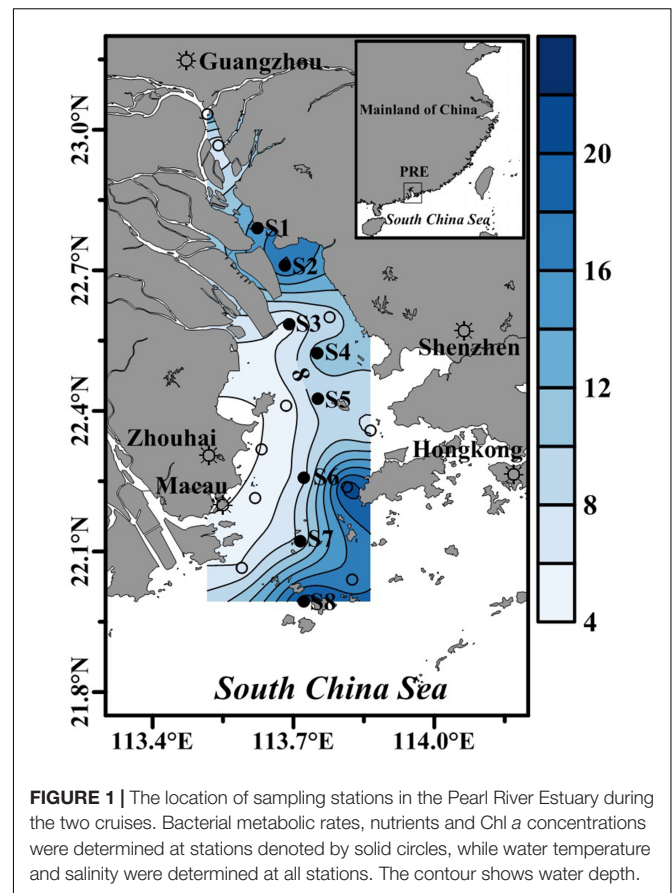 Guangzhou
Mainland of China
PRE
South China Sea
S1
S2
S3
S4
8
S5
Shenzhen
Zhouhai
Hongkong
S6
Macau
S7
S8
South China Sea
23.0°N
22.7°N
22.4°N
22.1°N
21.8°N
113.4°E
113.7°E
114.0°E
20
16
12
8
4
FIGURE 1 | The location of sampling stations in the Pearl River Estuary during
the two cruises. Bacterial metabolic rates, nutrients and Chl a concentrations
were determined at stations denoted by solid circles, while water temperature
and salinity were determined at all stations. The contour shows water depth.